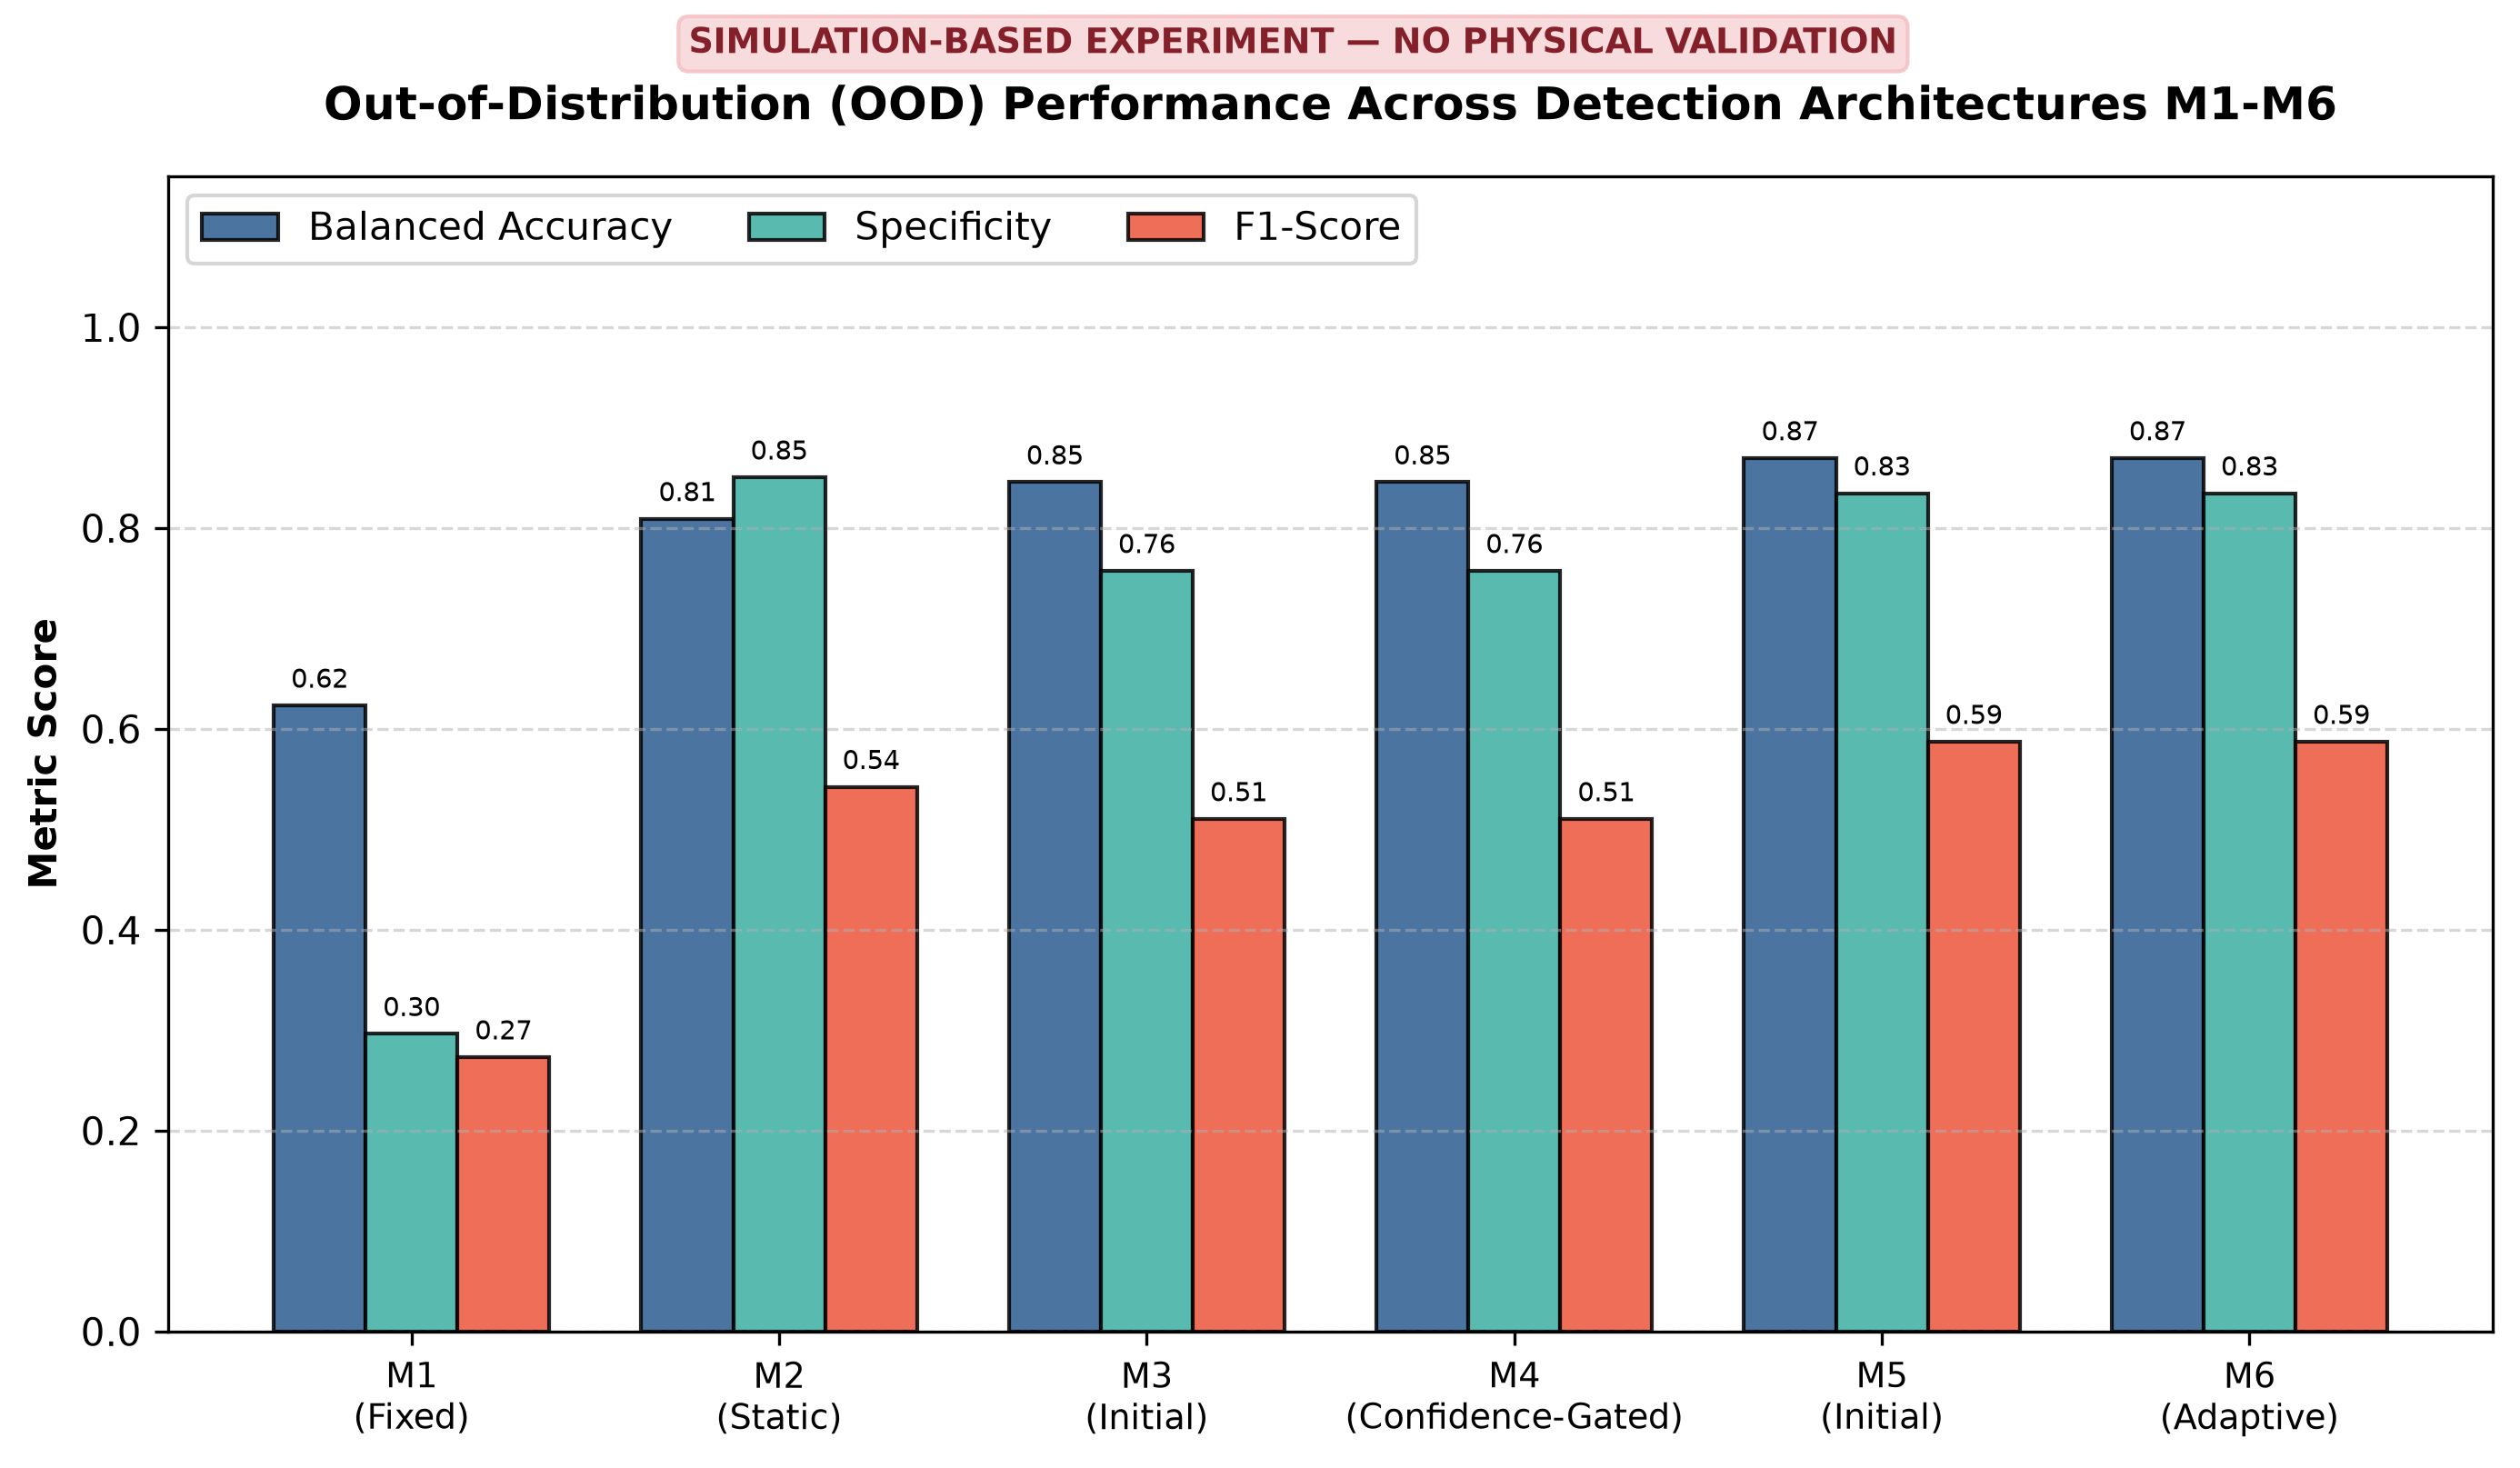 SIMULATION-BASED EXPERIMENT — NO PHYSICAL VALIDATION
Out-of-Distribution (OOD) Performance Across Detection Architectures M1-M6
Balanced Accuracy
Specificity
F1-Score
Metric Score
1.0
0.8
0.6
0.4
0.2
0.0
0.62
0.30
0.27
0.81
0.85
0.54
0.85
0.76
0.51
0.85
0.76
0.51
0.87
0.83
0.59
0.87
0.83
0.59
M1
(Fixed)
M2
(Static)
M3
(Initial)
M4
(Confidence-Gated)
M5
(Initial)
M6
(Adaptive)